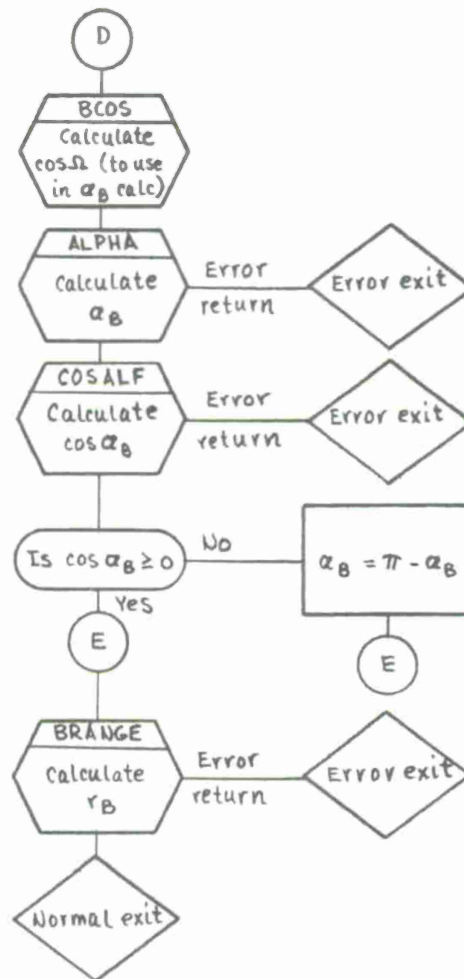 D
BCOS
Calculate
cosΩ (to use
in α_B calc)
ALPHA
Calculate
α_B
Error
return
Error exit
COSALF
Calculate
cos α_B
Error
return
Error exit
Is cos α_B ≥ 0
No
α_B = π - α_B
Yes
E
E
BRANGE
Calculate
r_B
Error
return
Error exit
Normal exit